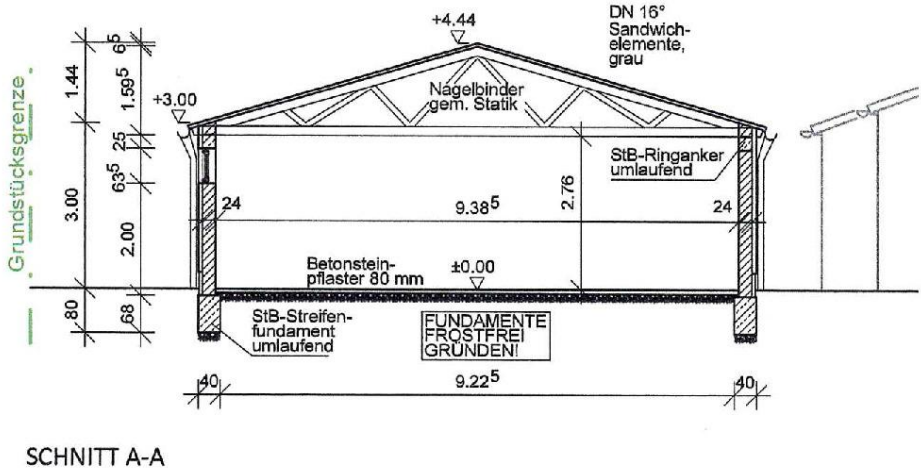 +4.44
DN 16°
Sandwich-
elemente,
grau
6⁵
1.44
1.59⁵
Nagelbinder
gem. Statik
+3.00
Grundstücksgrenze
25
StB-Ringanker
umlaufend
63⁵
2.76
3.00
24
9.38⁵
24
2.00
Betonstein-
pflaster 80 mm
±0.00
80
68
StB-Streifen-
fundament
umlaufend
FUNDAMENTE
FROSTFREI
GRÜNDEN!
40
9.22⁵
40
SCHNITT A-A